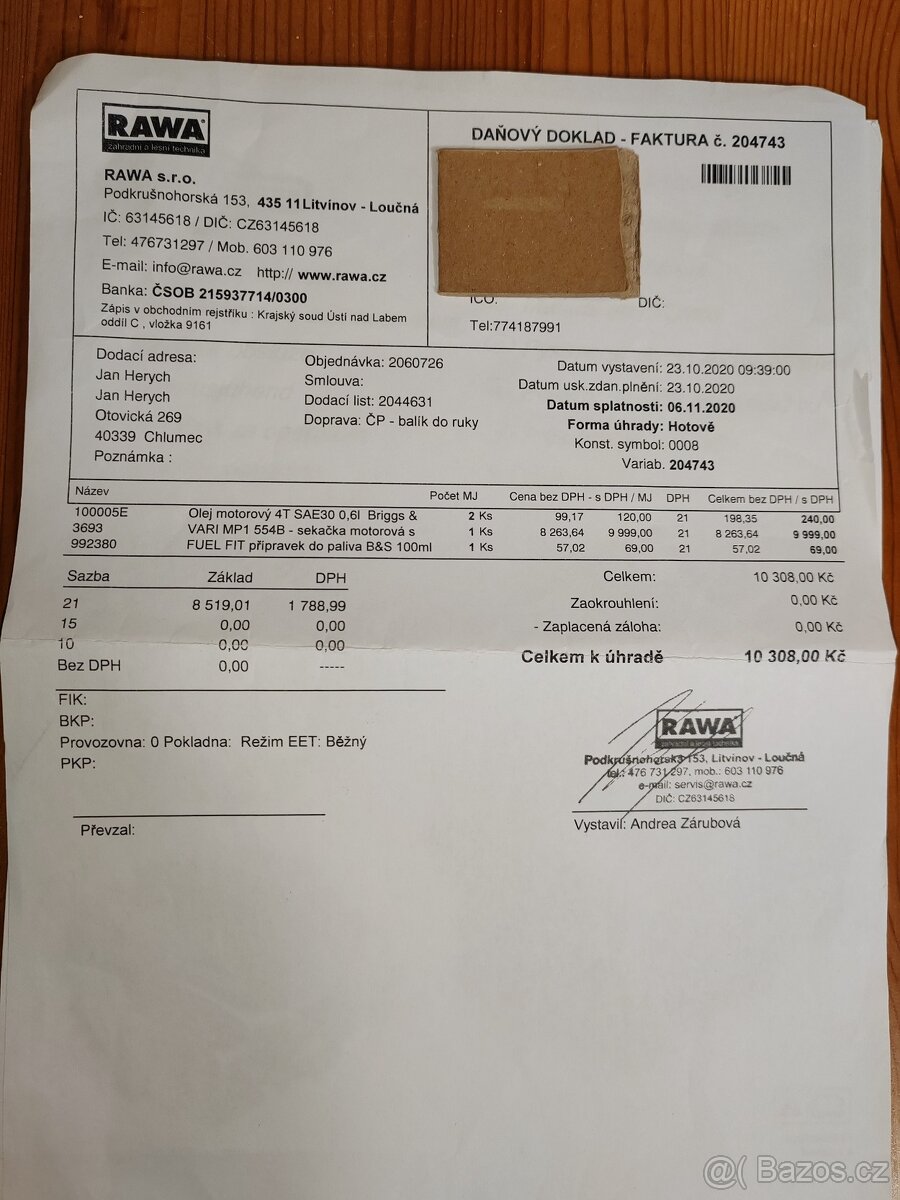 RAWA
zahradní a lesní technika
RAWA s.r.o.
Podkrušnohorská 153, 435 11 Litvínov - Loučná
IČ: 63145618 / DIČ: CZ63145618
Tel: 476731297 / Mob. 603 110 976
E-mail: info@rawa.cz http:// www.rawa.cz
Banka: ČSOB 215937714/0300
Zápis v obchodním rejstříku : Krajský soud Ústí nad Labem
oddíl C , vložka 9161
DAŇOVÝ DOKLAD - FAKTURA č. 204743
IČO: DIČ:
Tel:774187991
Dodací adresa:
Jan Herych
Jan Herych
Otovická 269
40339 Chlumec
Poznámka :
Objednávka: 2060726
Smlouva:
Dodací list: 2044631
Doprava: ČP - balík do ruky
Datum vystavení: 23.10.2020 09:39:00
Datum usk.zdan.plnění: 23.10.2020
Datum splatnosti: 06.11.2020
Forma úhrady: Hotově
Konst. symbol: 0008
Variab. 204743
Název Počet MJ Cena bez DPH - s DPH / MJ DPH Celkem bez DPH / s DPH
100005E Olej motorový 4T SAE30 0,6l Briggs & 2 Ks 99,17 120,00 21 198,35 240,00
3693 VARI MP1 554B - sekačka motorová s 1 Ks 8 263,64 9 999,00 21 8 263,64 9 999,00
992380 FUEL FIT přípravek do paliva B&S 100ml 1 Ks 57,02 69,00 21 57,02 69,00
Sazba Základ DPH
21 8 519,01 1 788,99
15 0,00 0,00
10 0,00 0,00
Bez DPH 0,00 -----
Celkem: 10 308,00 Kč
Zaokrouhlení: 0,00 Kč
- Zaplacená záloha: 0,00 Kč
Celkem k úhradě 10 308,00 Kč
FIK:
BKP:
Provozovna: 0 Pokladna: Režim EET: Běžný
PKP:
RAWA
zahradní a lesní technika
Podkrušnohorská 153, Litvínov - Loučná
tel.: 476 731 297, mob.: 603 110 976
e-mail: servis@rawa.cz
DIČ: CZ63145618
Převzal:
Vystavil: Andrea Zárubová
@( Bazos.cz